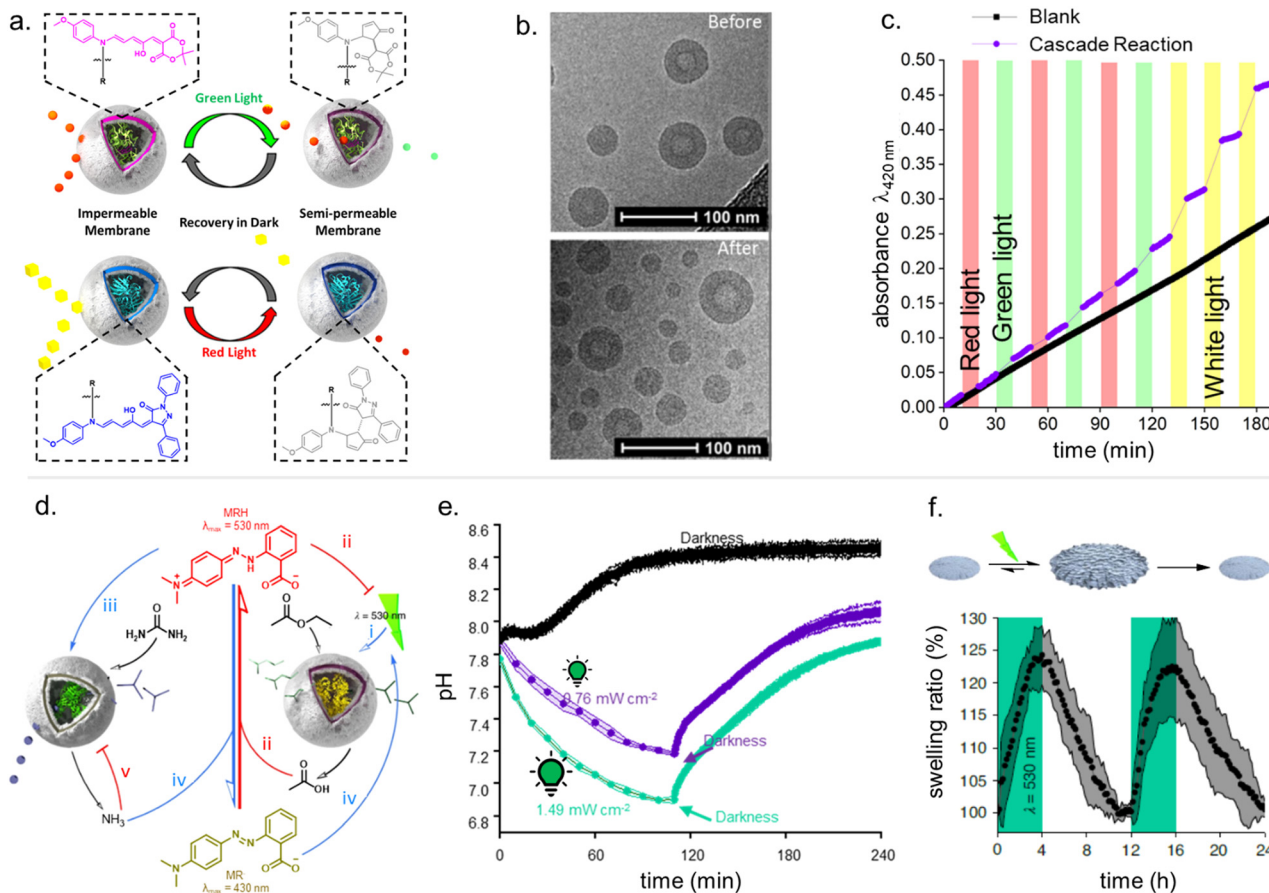 a.
O
N
OH
O
O
O
O
R
O
N
O
O
O
O
O
R
Green Light
Impermeable
Membrane
Recovery in Dark
Semi-permeable
Membrane
Red Light
R
N
OH
O
N
N
O
R
N
O
N
N
O
O
b.
Before
100 nm
After
100 nm
c.
Blank
Cascade Reaction
absorbance λ420 nm
0.50
0.45
0.40
0.35
0.30
0.25
0.20
0.15
0.10
0.05
0.00
Red light
Green light
White light
0 30 60 90 120 150 180
time (min)
d.
MRH
λmax = 530 nm
N
N
H
N
O
O
ii
iii
O
H2N NH2
O
O
λ = 530 nm
i
ii
v
iv
iv
O
OH
NH3
N
N
N
O
O
MR
λmax = 430 nm
e.
pH
8.6
8.4
8.2
8.0
7.8
7.6
7.4
7.2
7.0
6.8
Darkness
0.76 mW cm-2
Darkness
1.49 mW cm-2
Darkness
0 60 120 180 240
time (min)
f.
swelling ratio (%)
130
125
120
115
110
105
100
λ = 530 nm
0 4 8 12 16 20 24
time (h)